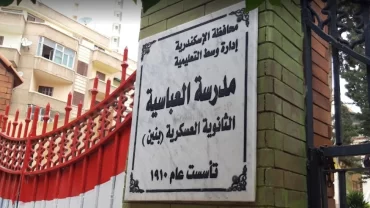 محافظة الإسكندرية
إدارة وسط التعليمية
مدرسة العباسية
الثانوية العسكرية (بنين)
تأسست عام ١٩١٠